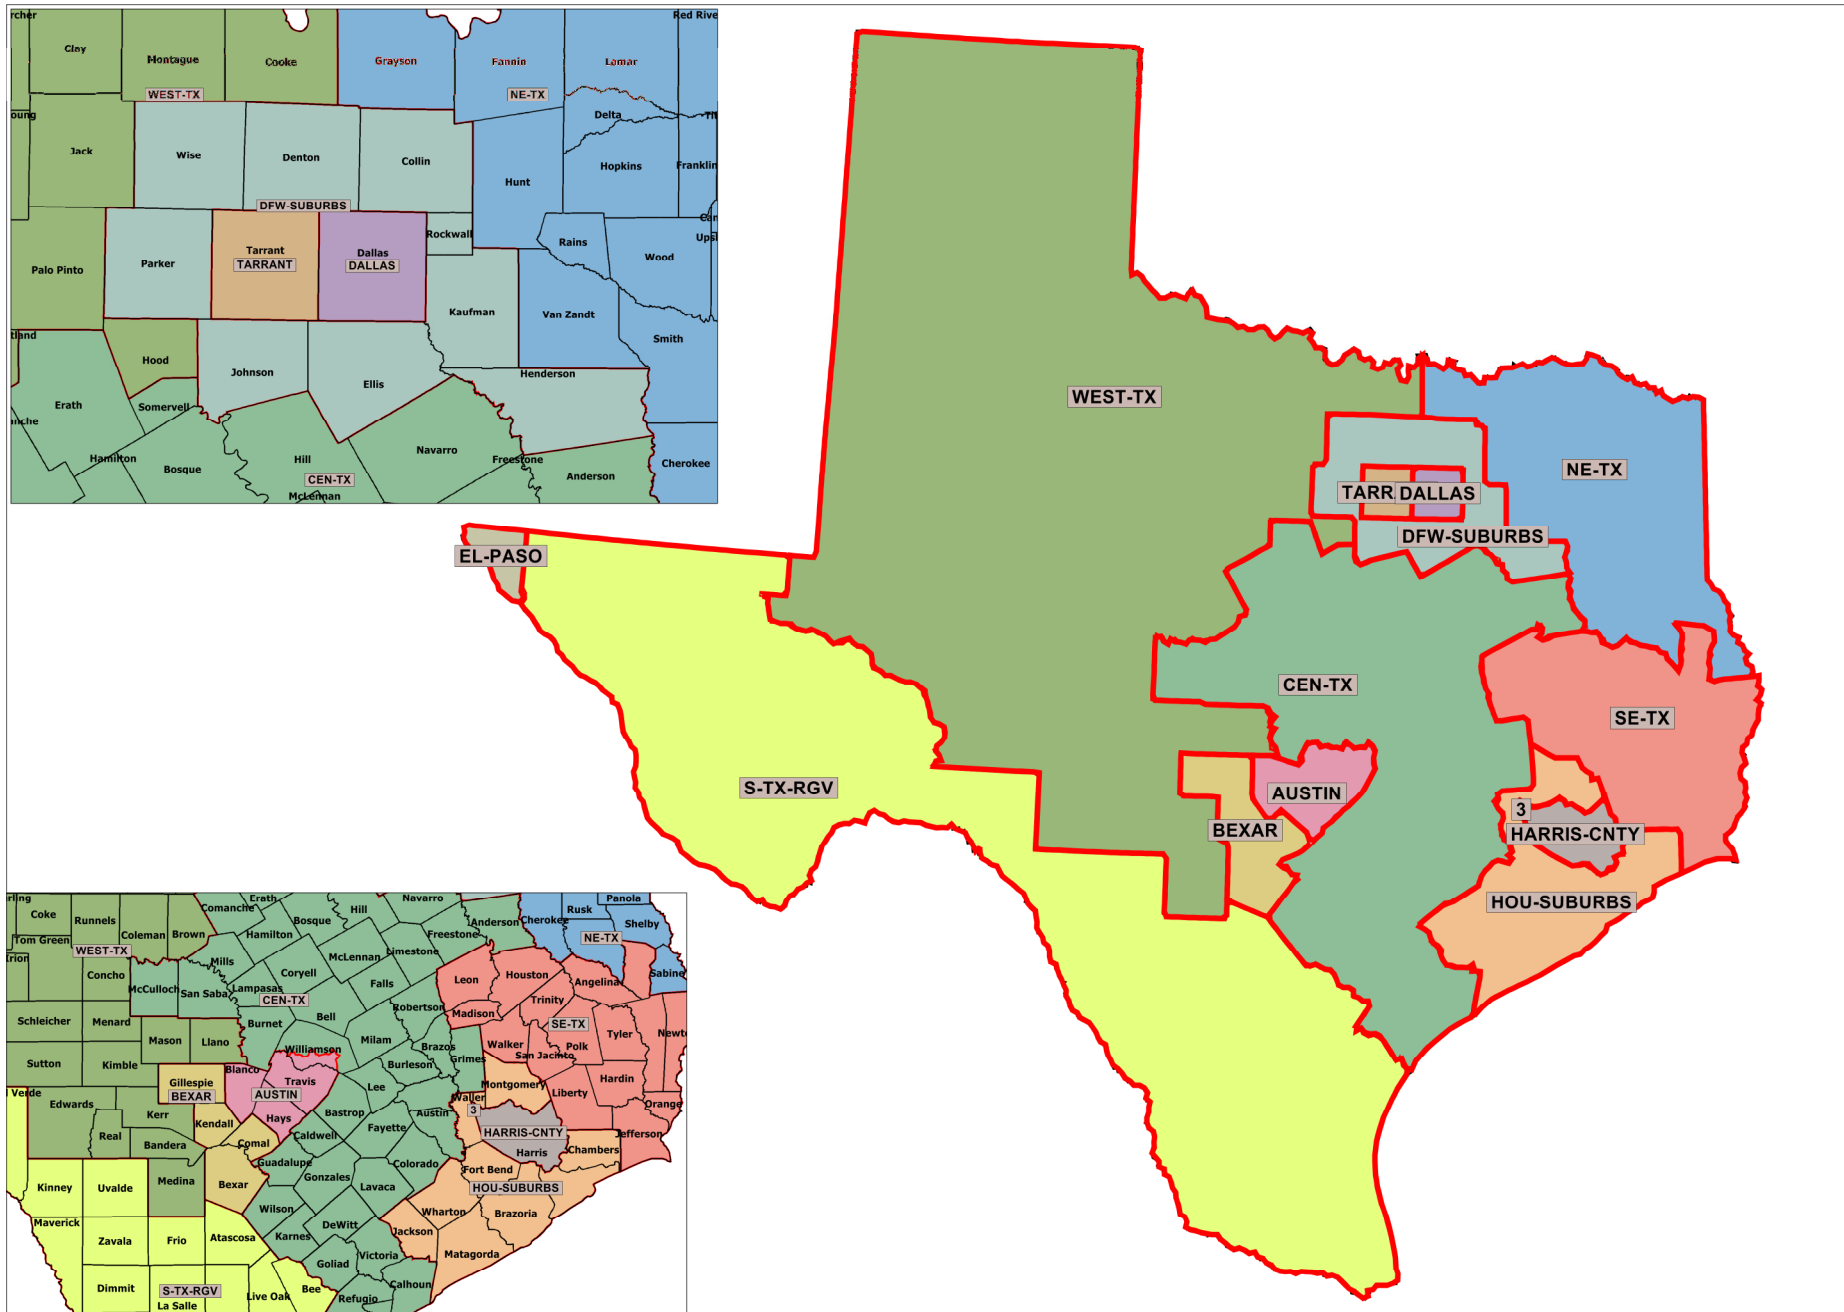 rcher
Clay
Montague
Cooke
Grayson
Fannin
Lamar
Red Rive
WEST-TX
NE-TX
oung
Delta
Jack
Wise
Denton
Collin
Hunt
Hopkins
Franklin
DFW-SUBURBS
Palo Pinto
Parker
Tarrant
TARRANT
Dallas
DALLAS
Rockwall
Rains
Wood
Upsh
Kaufman
Van Zandt
Smith
tland
Hood
Johnson
Ellis
Henderson
Erath
Somervell
nche
Hamilton
Bosque
Hill
Navarro
Freestone
Cherokee
CEN-TX
McLennan
Anderson
WEST-TX
NE-TX
TARR
DALLAS
DFW-SUBURBS
EL-PASO
CEN-TX
SE-TX
S-TX-RGV
AUSTIN
BEXAR
3
HARRIS-CNTY
HOU-SUBURBS
rling
Coke
Runnels
Coleman
Brown
Comanche
Erath
Bosque
Hill
Navarro
Anderson
Cherokee
Rusk
Panola
Shelby
Tom Green
WEST-TX
Hamilton
Freestone
NE-TX
Irion
Concho
Mills
McLennan
Limestone
Leon
Houston
Angelina
Sabine
McCulloch
San Saba
Lampasas
Coryell
Falls
CEN-TX
Trinity
Schleicher
Menard
Burnet
Bell
Robertson
Madison
SE-TX
Tyler
Newto
Mason
Llano
Williamson
Milam
Brazos
Walker
San Jacinto
Polk
Sutton
Kimble
Blanco
Travis
Burleson
Grimes
Gillespie
BEXAR
AUSTIN
Lee
Montgomery
Liberty
Hardin
l Verde
Edwards
Kerr
Kendall
Hays
Bastrop
Austin
Waller
3
Orange
Real
Bandera
Comal
Caldwell
Fayette
HARRIS-CNTY
Harris
Jefferson
Chambers
Kinney
Uvalde
Medina
Bexar
Guadalupe
Gonzales
Lavaca
Colorado
Fort Bend
HOU-SUBURBS
Maverick
Wilson
Wharton
Brazoria
Zavala
Frio
Atascosa
Karnes
DeWitt
Jackson
Matagorda
Goliad
Victoria
Dimmit
S-TX-RGV
La Salle
Live Oak
Bee
Refugio
Calhoun